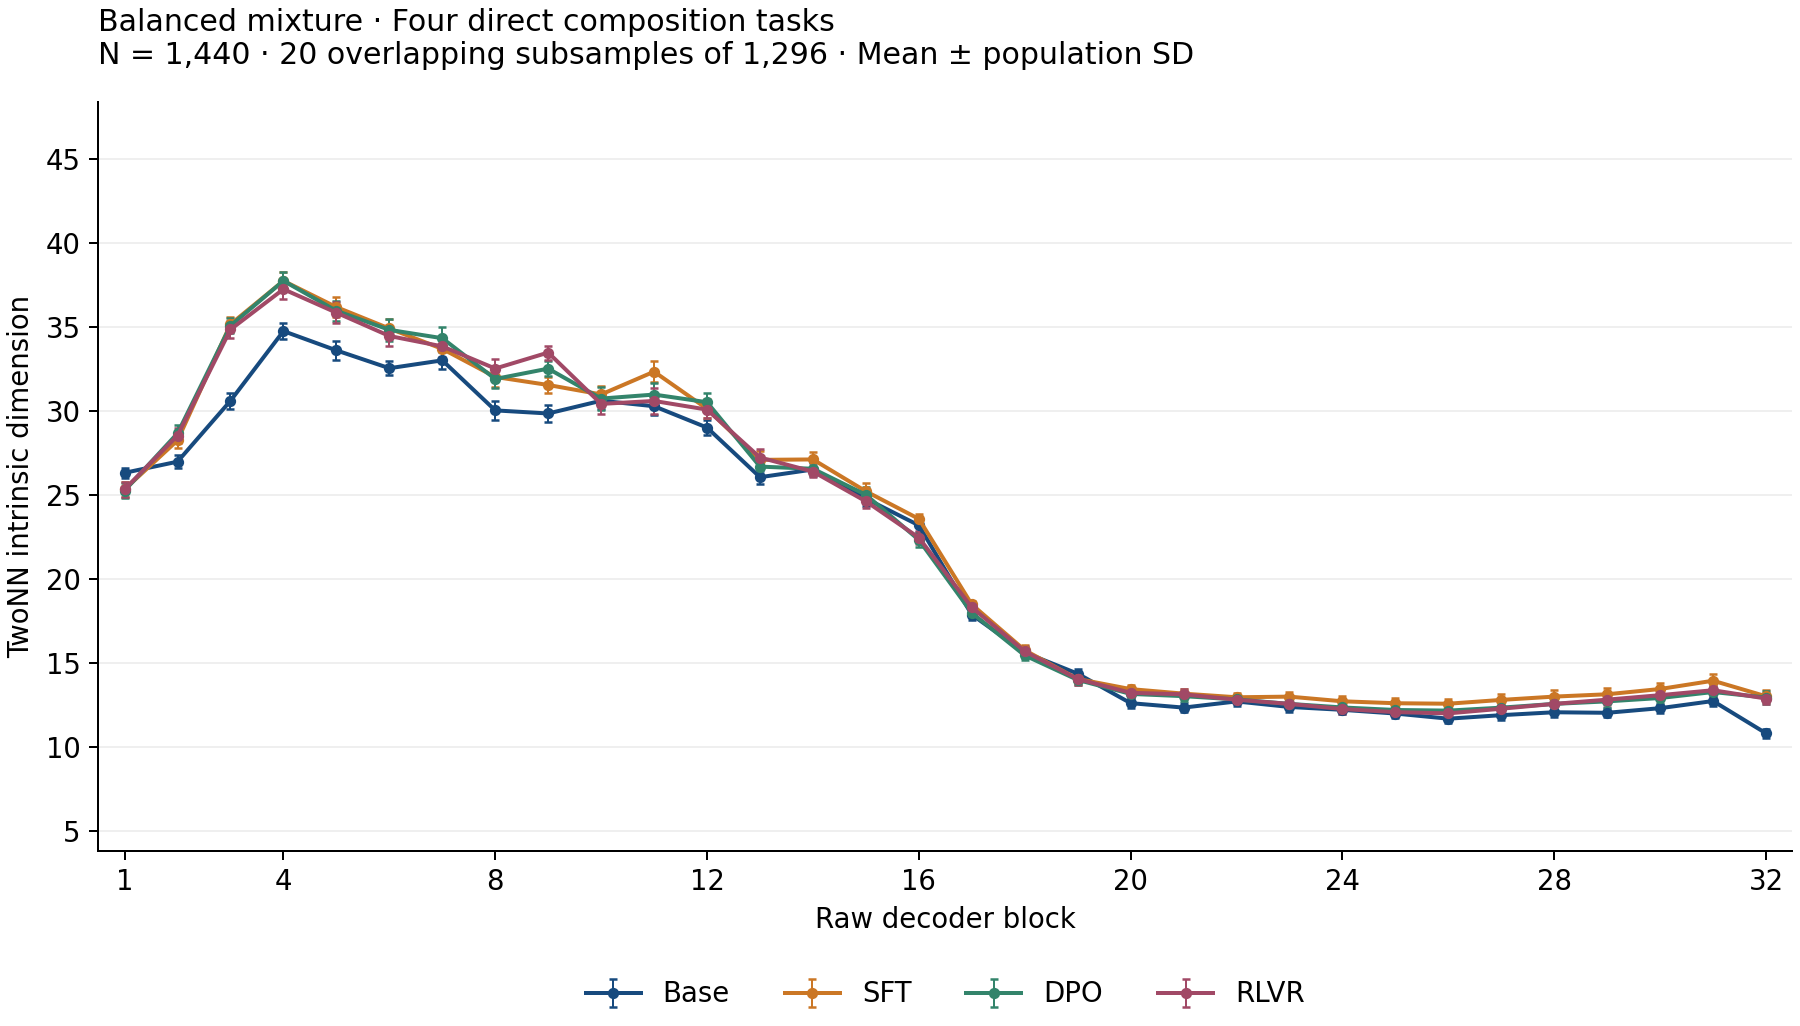 Balanced mixture · Four direct composition tasks
N = 1,440 · 20 overlapping subsamples of 1,296 · Mean ± population SD
TwoNN intrinsic dimension
45
40
35
30
25
20
15
10
5
1 4 8 12 16 20 24 28 32
Raw decoder block
Base SFT DPO RLVR